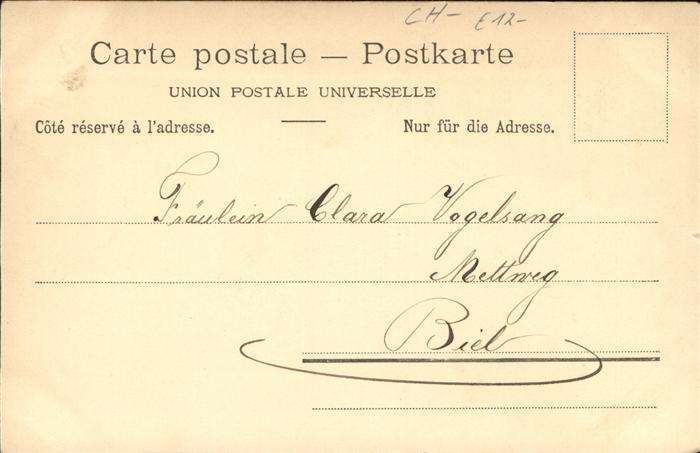 CH- E12-
Carte postale — Postkarte
UNION POSTALE UNIVERSELLE
Côté réservé à l'adresse. Nur für die Adresse.
Fräulein Clara Vogelsang
Mettweg
Biel